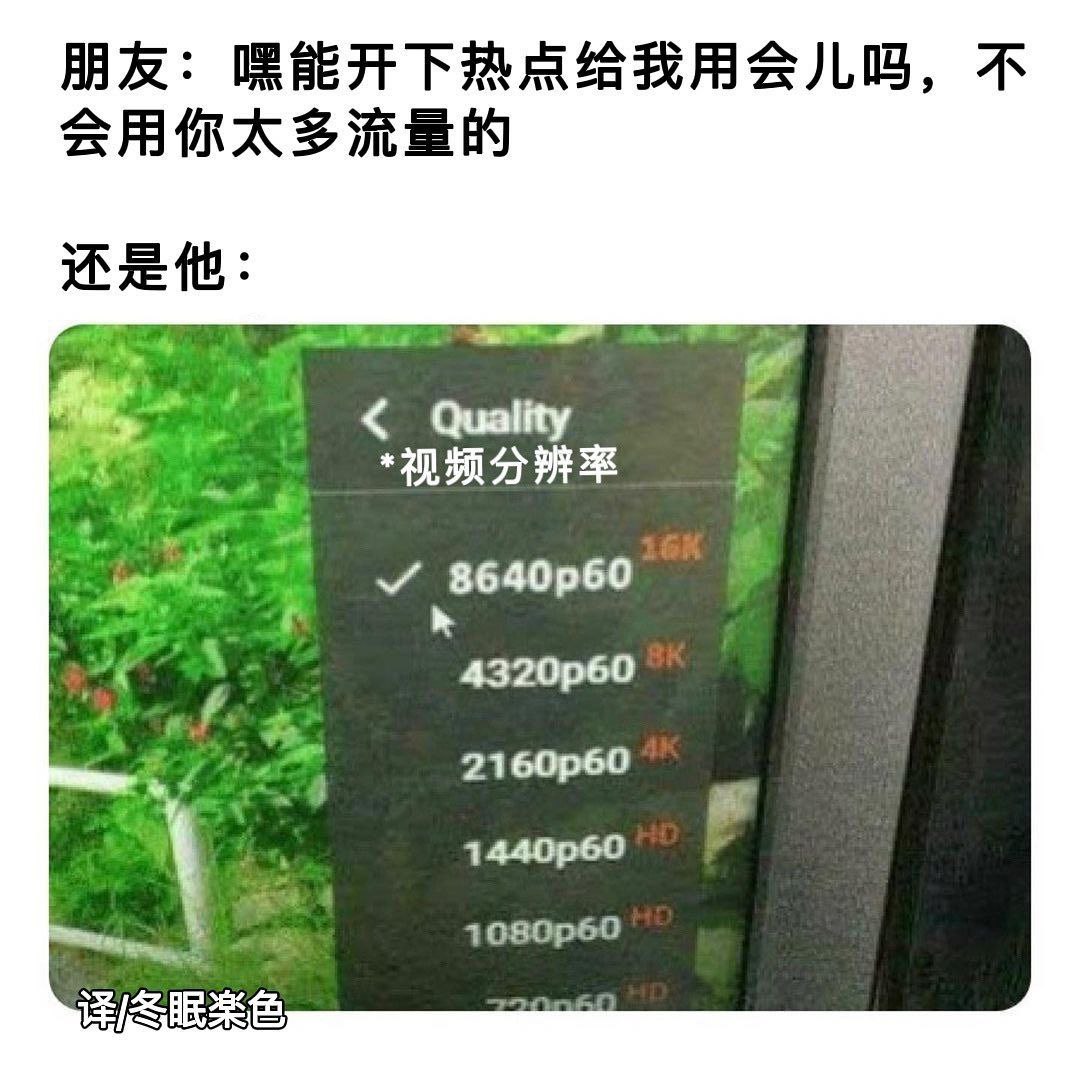 朋友：嘿能开下热点给我用会儿吗，不
会用你太多流量的
还是他：
Quality
*视频分辨率
8640p60 16K
4320p60 8K
2160p60 4K
1440p60 HD
1080p60 HD
720p60 HD
译/冬眠楽色